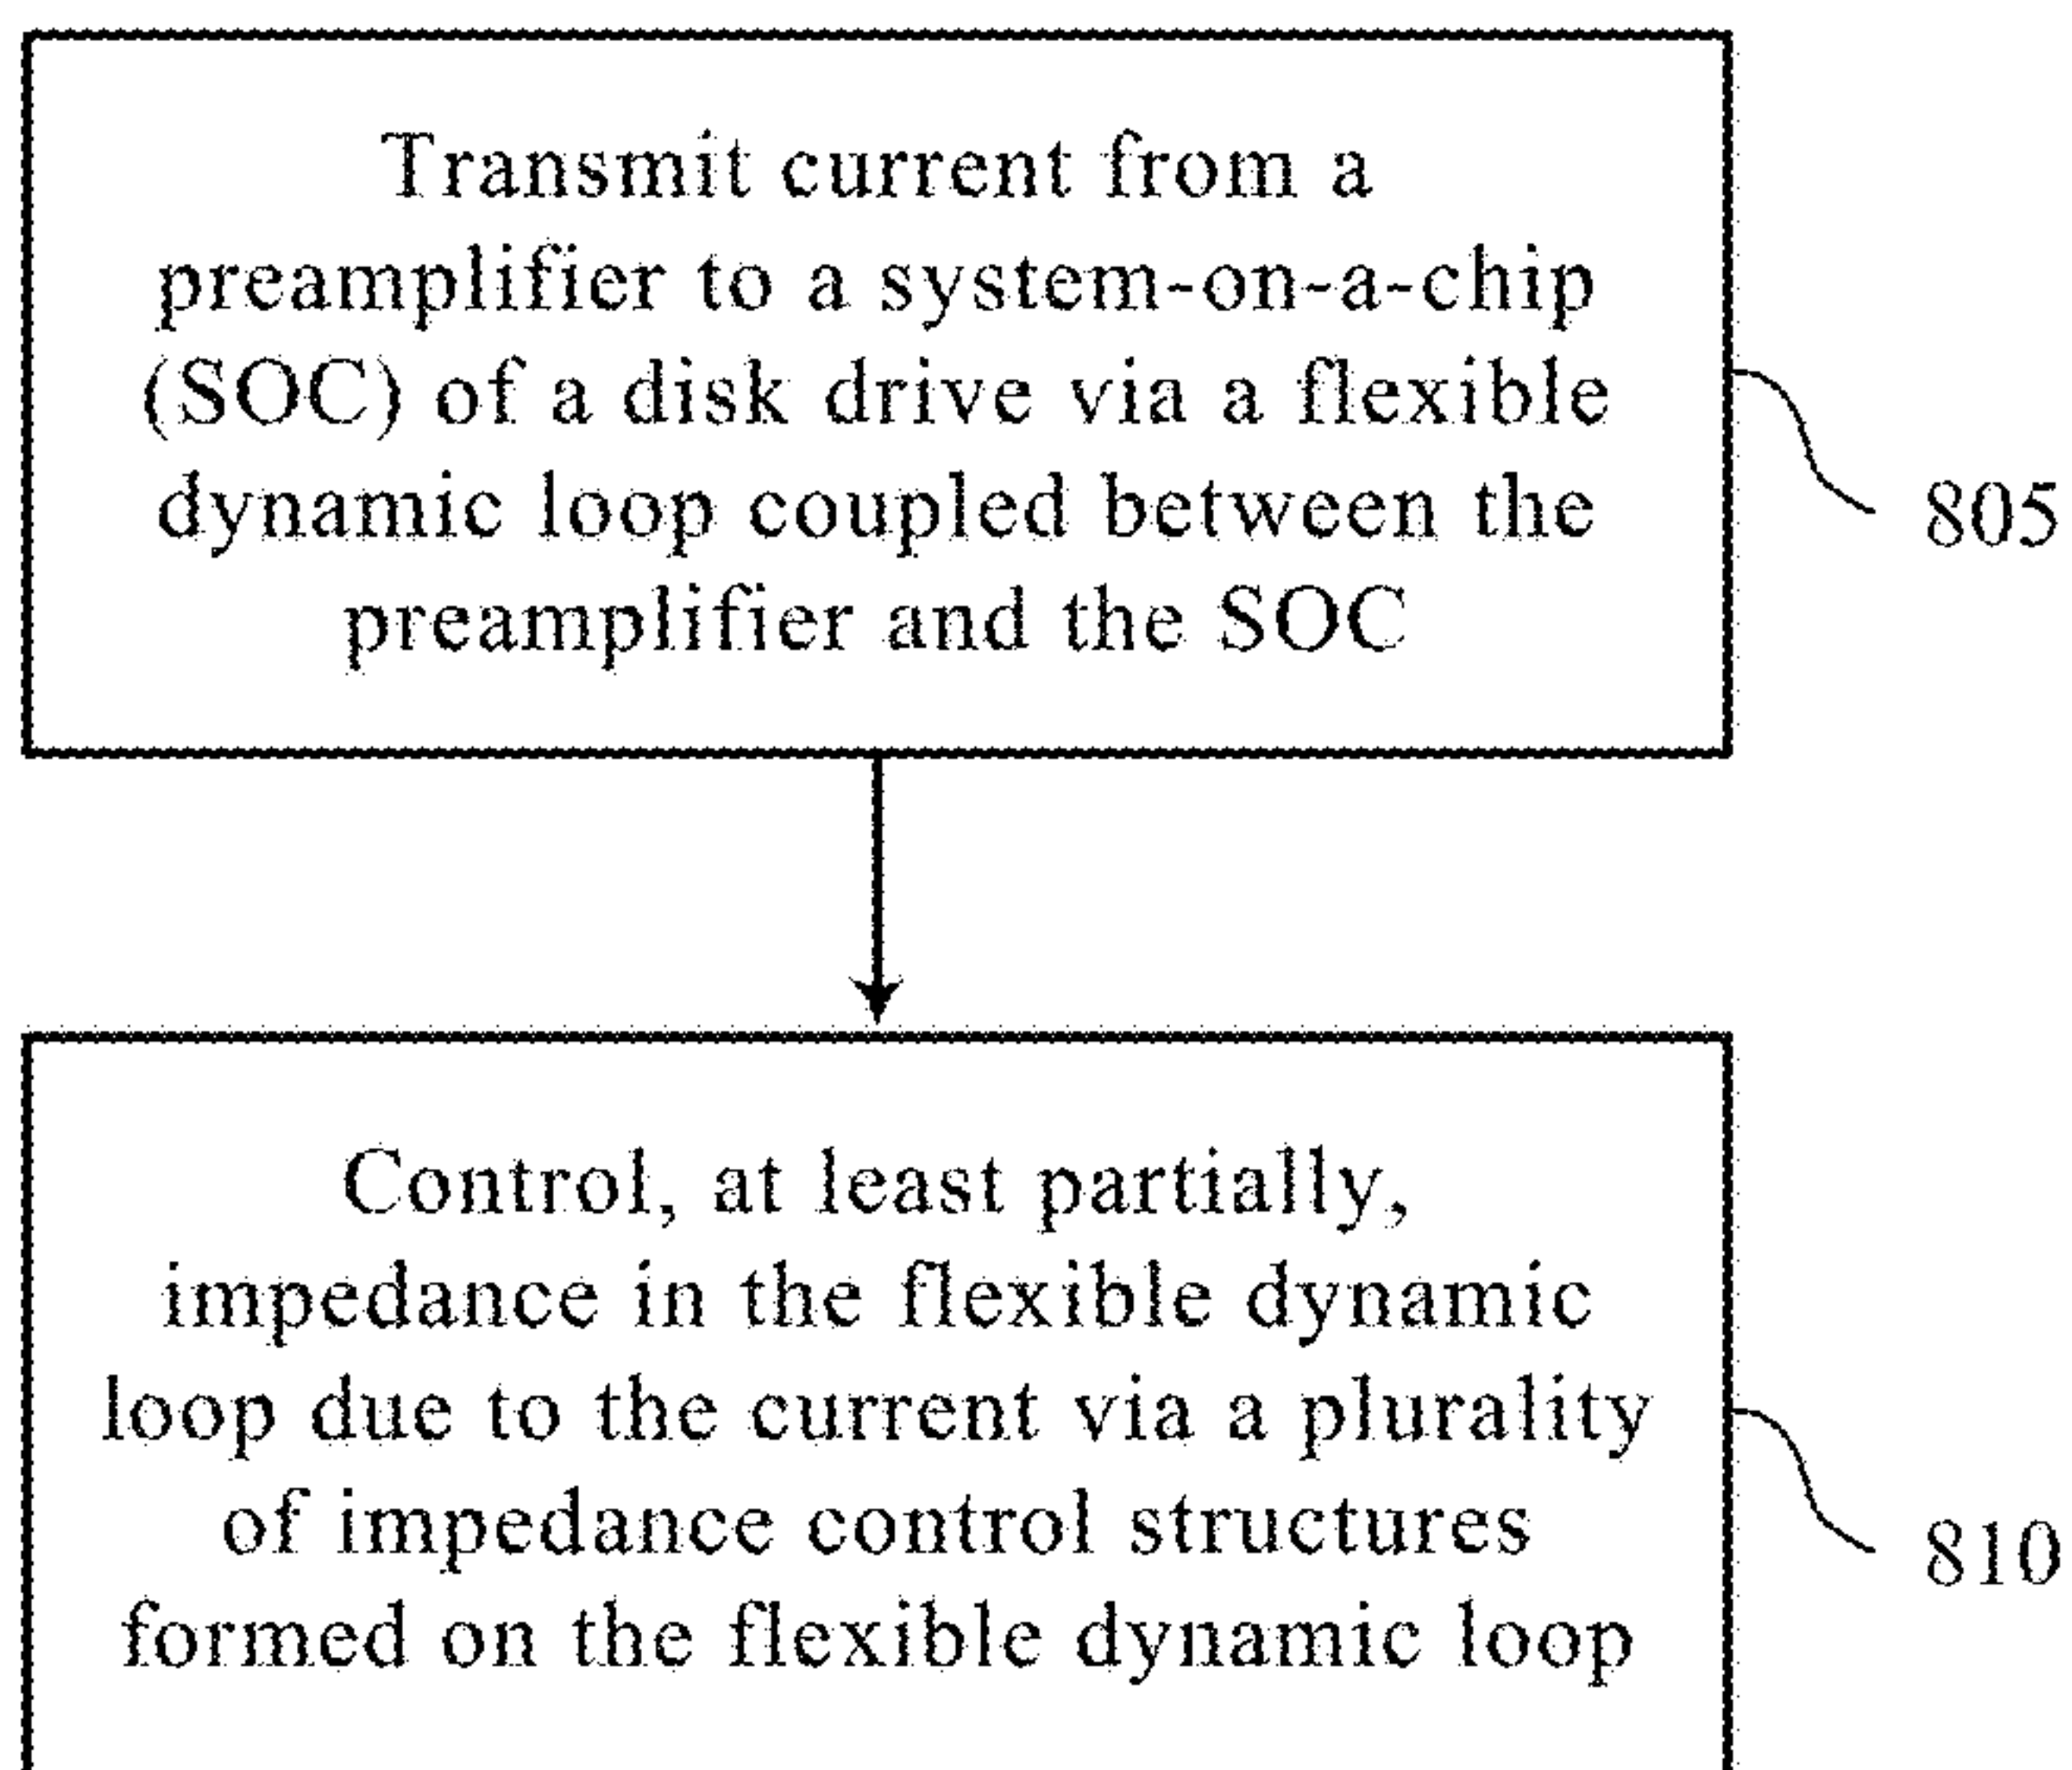 Transmit current from a
preamplifier to a system-on-a-chip
(SOC) of a disk drive via a flexible
dynamic loop coupled between the
preamplifier and the SOC
805
Control, at least partially,
impedance in the flexible dynamic
loop due to the current via a plurality
of impedance control structures
formed on the flexible dynamic loop
810